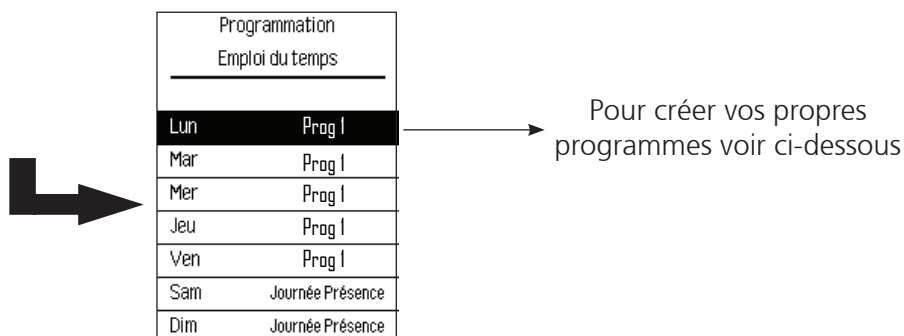 Programmation
Emploi du temps
Lun Prog 1
Mar Prog 1
Mer Prog 1
Jeu Prog 1
Ven Prog 1
Sam Journée Présence
Dim Journée Présence
Pour créer vos propres
programmes voir ci-dessous